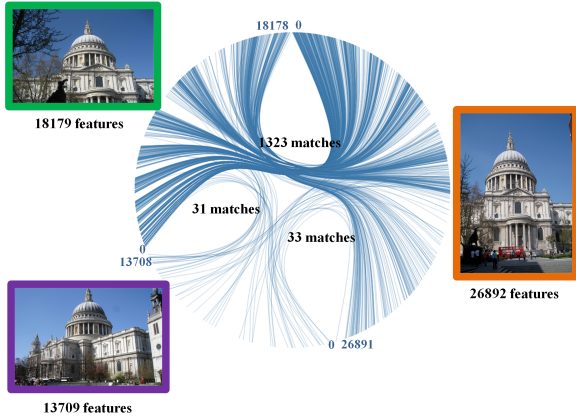 18178 0
18179 features
1323 matches
31 matches
33 matches
0
13708
26892 features
0 26891
13709 features